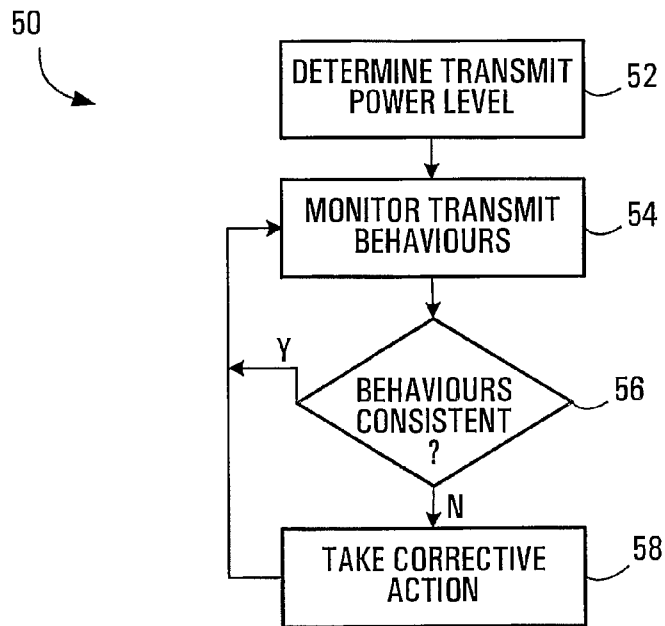 50
DETERMINE TRANSMIT
POWER LEVEL
52
MONITOR TRANSMIT
BEHAVIOURS
54
Y
BEHAVIOURS
CONSISTENT
?
56
N
TAKE CORRECTIVE
ACTION
58